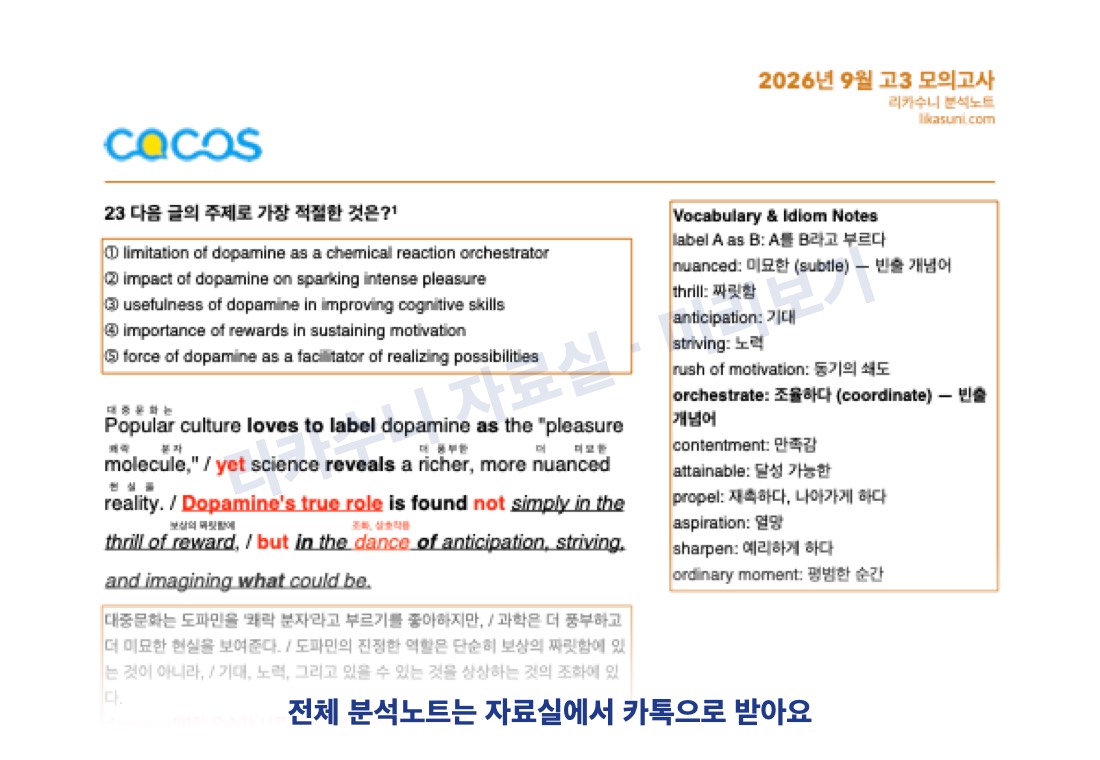 2026년 9월 고3 모의고사
리카수니 분석노트
likasuni.com
cacos
23 다음 글의 주제로 가장 적절한 것은?¹
① limitation of dopamine as a chemical reaction orchestrator
② impact of dopamine on sparking intense pleasure
③ usefulness of dopamine in improving cognitive skills
④ importance of rewards in sustaining motivation
⑤ force of dopamine as a facilitator of realizing possibilities
대중문화는
Popular culture loves to label dopamine as the "pleasure
쾌락 분자 더 풍부한 더 미묘한
molecule," / yet science reveals a richer, more nuanced
현실을
reality. / Dopamine's true role is found not simply in the
보상의 짜릿함에 조화, 상호작용
thrill of reward, / but in the dance of anticipation, striving,
and imagining what could be.
대중문화는 도파민을 '쾌락 분자'라고 부르기를 좋아하지만, / 과학은 더 풍부하고
더 미묘한 현실을 보여준다. / 도파민의 진정한 역할은 단순히 보상의 짜릿함에 있
는 것이 아니라, / 기대, 노력, 그리고 있을 수 있는 것을 상상하는 것의 조화에 있
다.
Vocabulary & Idiom Notes
label A as B: A를 B라고 부르다
nuanced: 미묘한 (subtle) — 빈출 개념어
thrill: 짜릿함
anticipation: 기대
striving: 노력
rush of motivation: 동기의 쇄도
orchestrate: 조율하다 (coordinate) — 빈출
개념어
contentment: 만족감
attainable: 달성 가능한
propel: 재촉하다, 나아가게 하다
aspiration: 열망
sharpen: 예리하게 하다
ordinary moment: 평범한 순간
리카수니 자료실 · 미리보기
전체 분석노트는 자료실에서 카톡으로 받아요